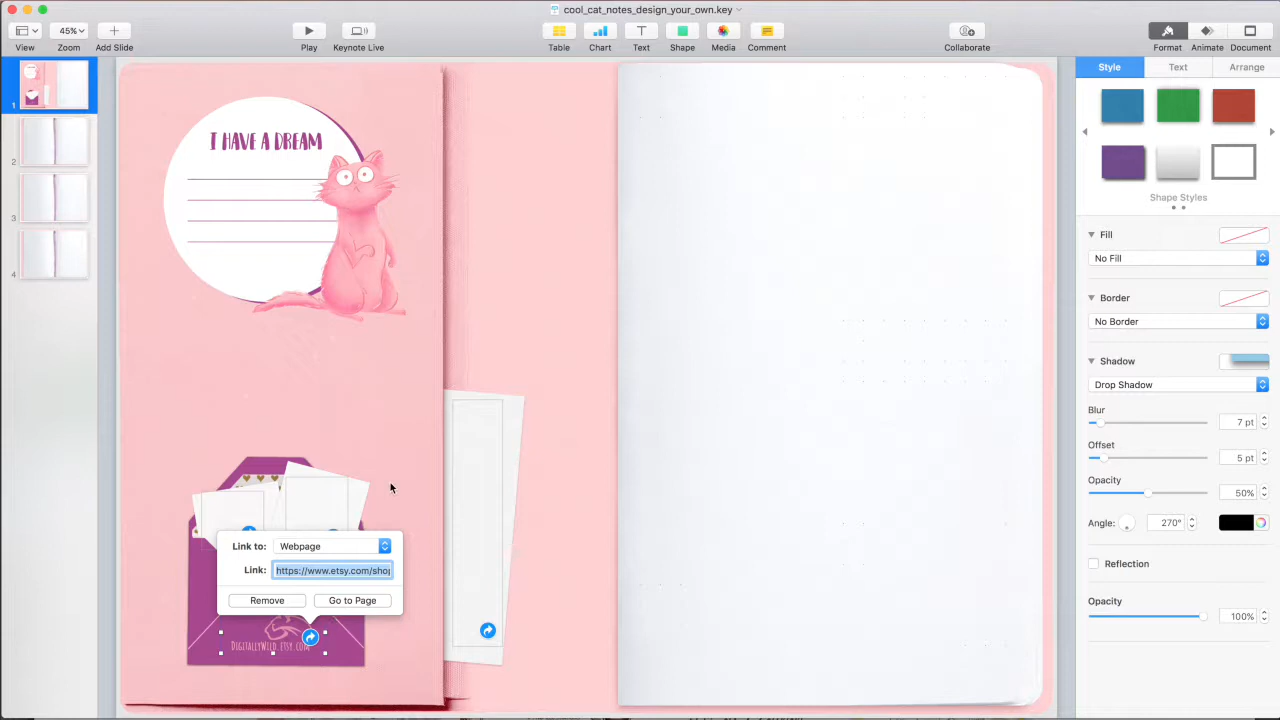 cool_cat_notes_design_your_own.key
45%
View
Zoom
Add Slide
Play
Keynote Live
Table
Chart
Text
Shape
Media
Comment
Collaborate
Format
Animate
Document
1
2
3
4
I HAVE A DREAM
Link to:
Webpage
Link:
https://www.etsy.com/shop
Remove
Go to Page
DigitallyWild.etsy.com
Style
Text
Arrange
Shape Styles
Fill
No Fill
Border
No Border
Shadow
Drop Shadow
Blur
7 pt
Offset
5 pt
Opacity
50%
Angle:
270°
Reflection
Opacity
100%